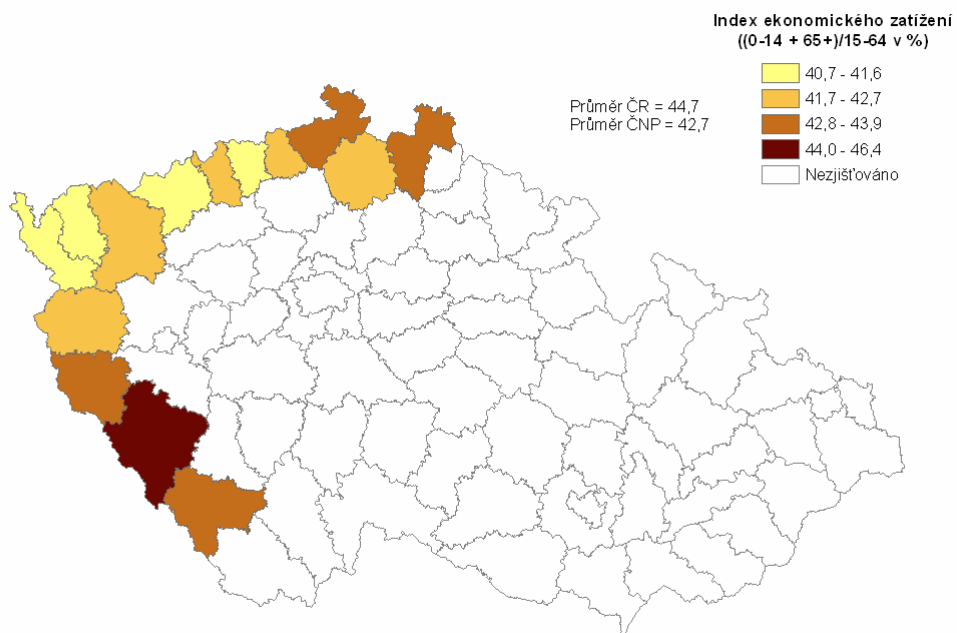 Index ekonomického zatížení
((0-14 + 65+)/15-64 v %)
40,7 - 41,6
41,7 - 42,7
42,8 - 43,9
44,0 - 46,4
Nezjišťováno
Průměr ČR = 44,7
Průměr ČNP = 42,7